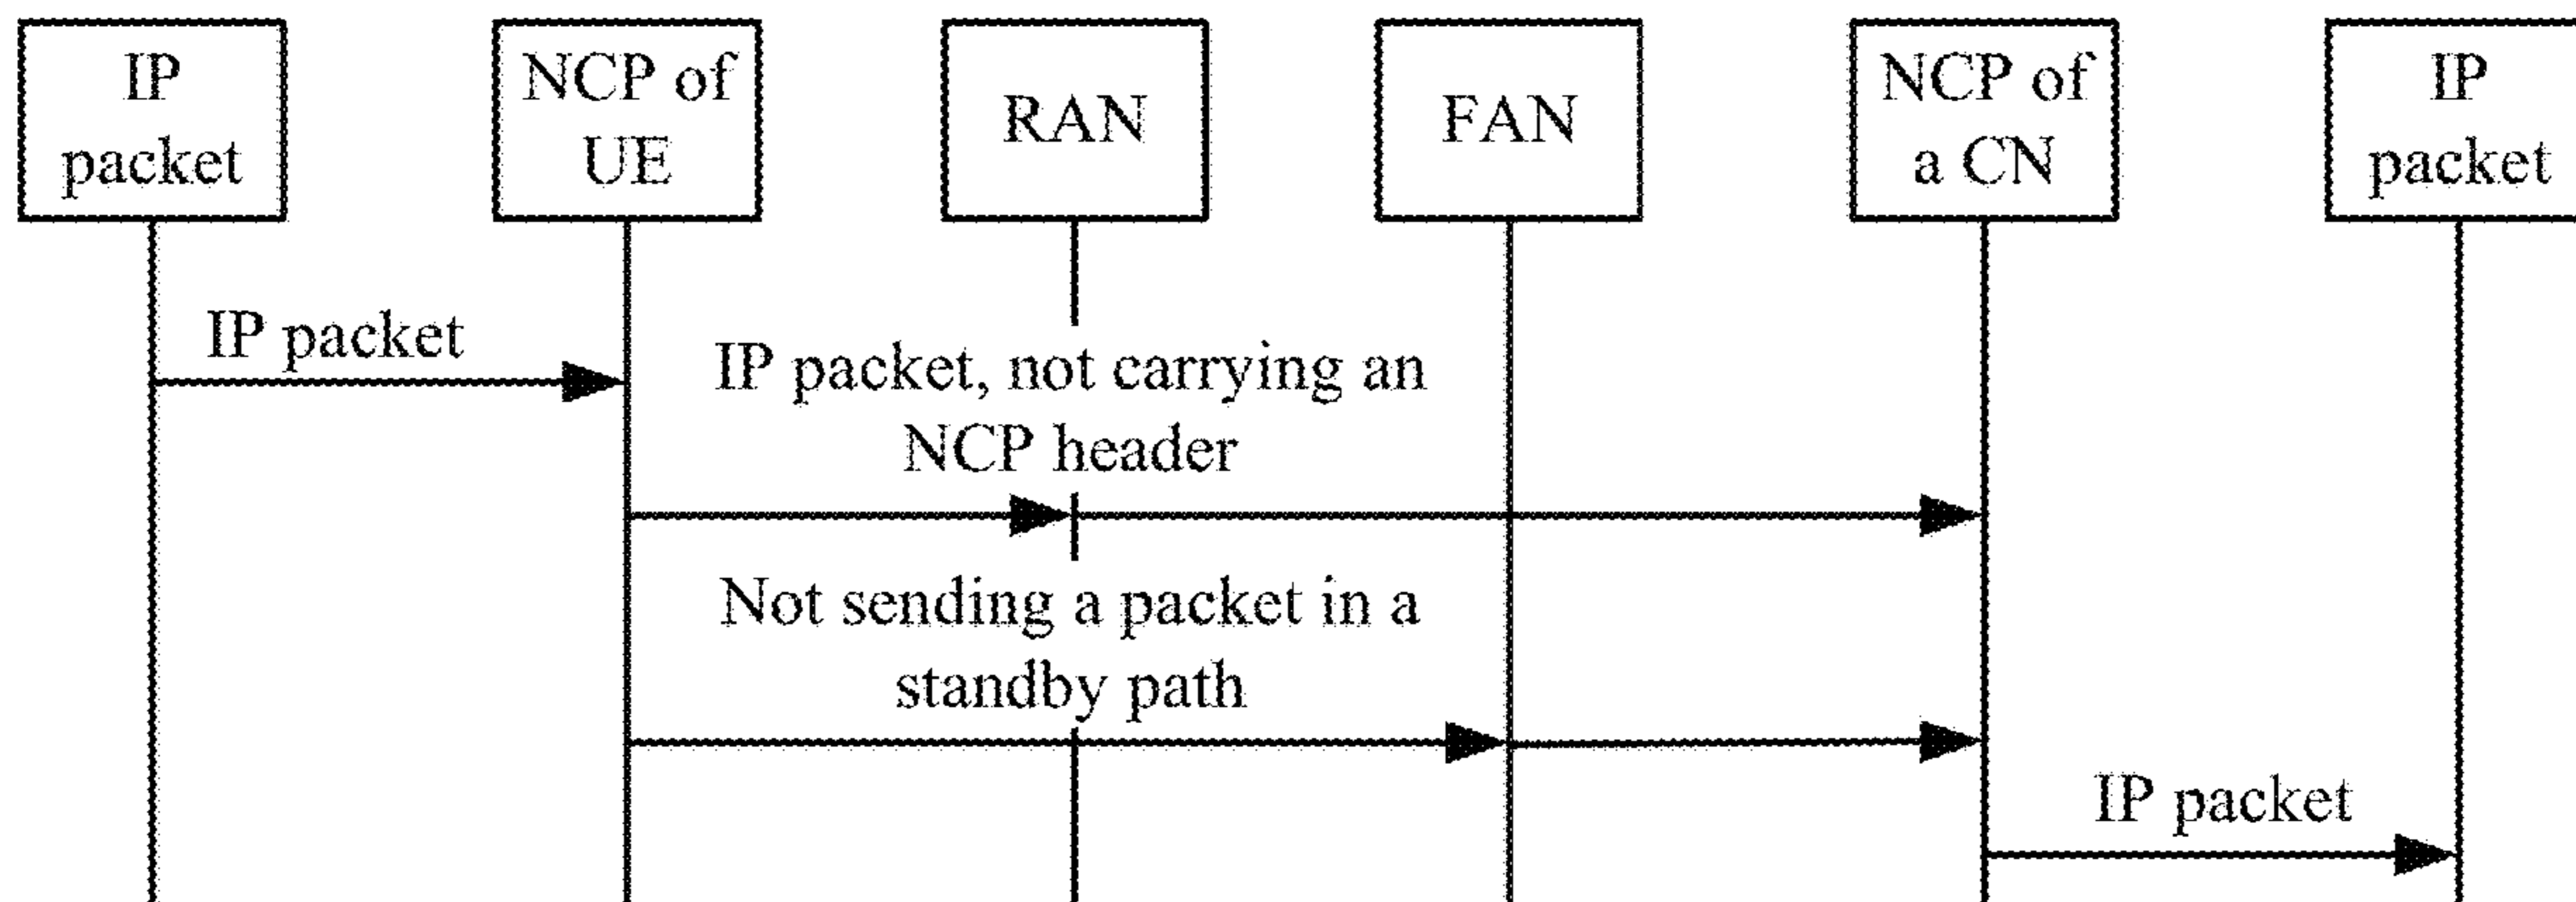 IP
packet
NCP of
UE
RAN
FAN
NCP of
a CN
IP
packet
IP packet
IP packet, not carrying an
NCP header
Not sending a packet in a
standby path
IP packet